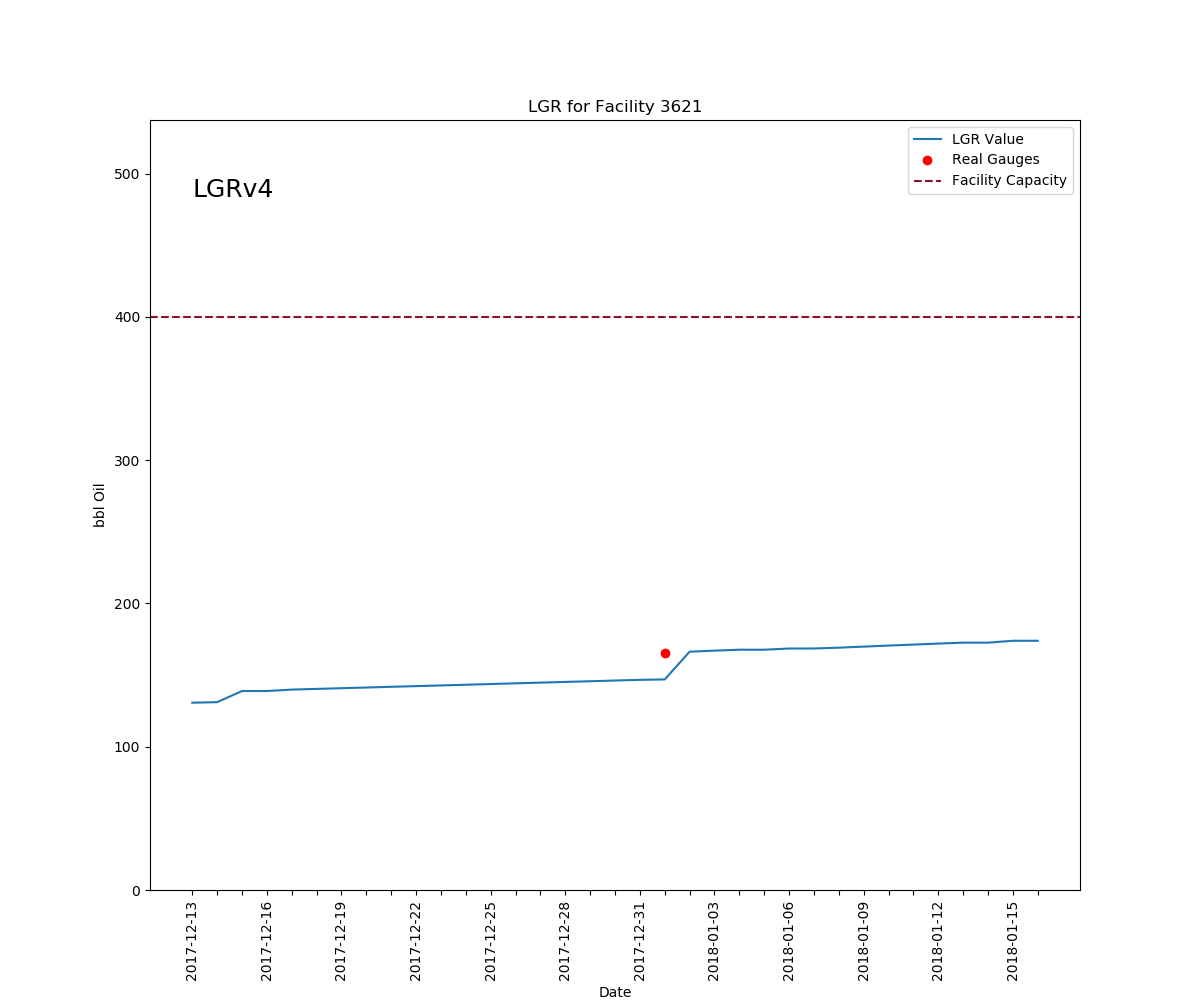 LGR for Facility 3621
LGRv4
LGR Value
Real Gauges
Facility Capacity
bbl Oil
500
400
300
200
100
0
2017-12-13
2017-12-16
2017-12-19
2017-12-22
2017-12-25
2017-12-28
2017-12-31
2018-01-03
2018-01-06
2018-01-09
2018-01-12
2018-01-15
Date